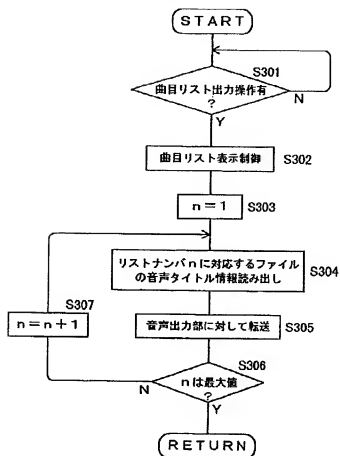 START
S301
曲目リスト出力操作有
?
N
Y
曲目リスト表示制御
S302
n=1
S303
リストナンバnに対応するファイル
の音声タイトル情報読み出し
S304
S307
n=n+1
音声出力部に対して転送
S305
S306
nは最大値
?
N
Y
RETURN